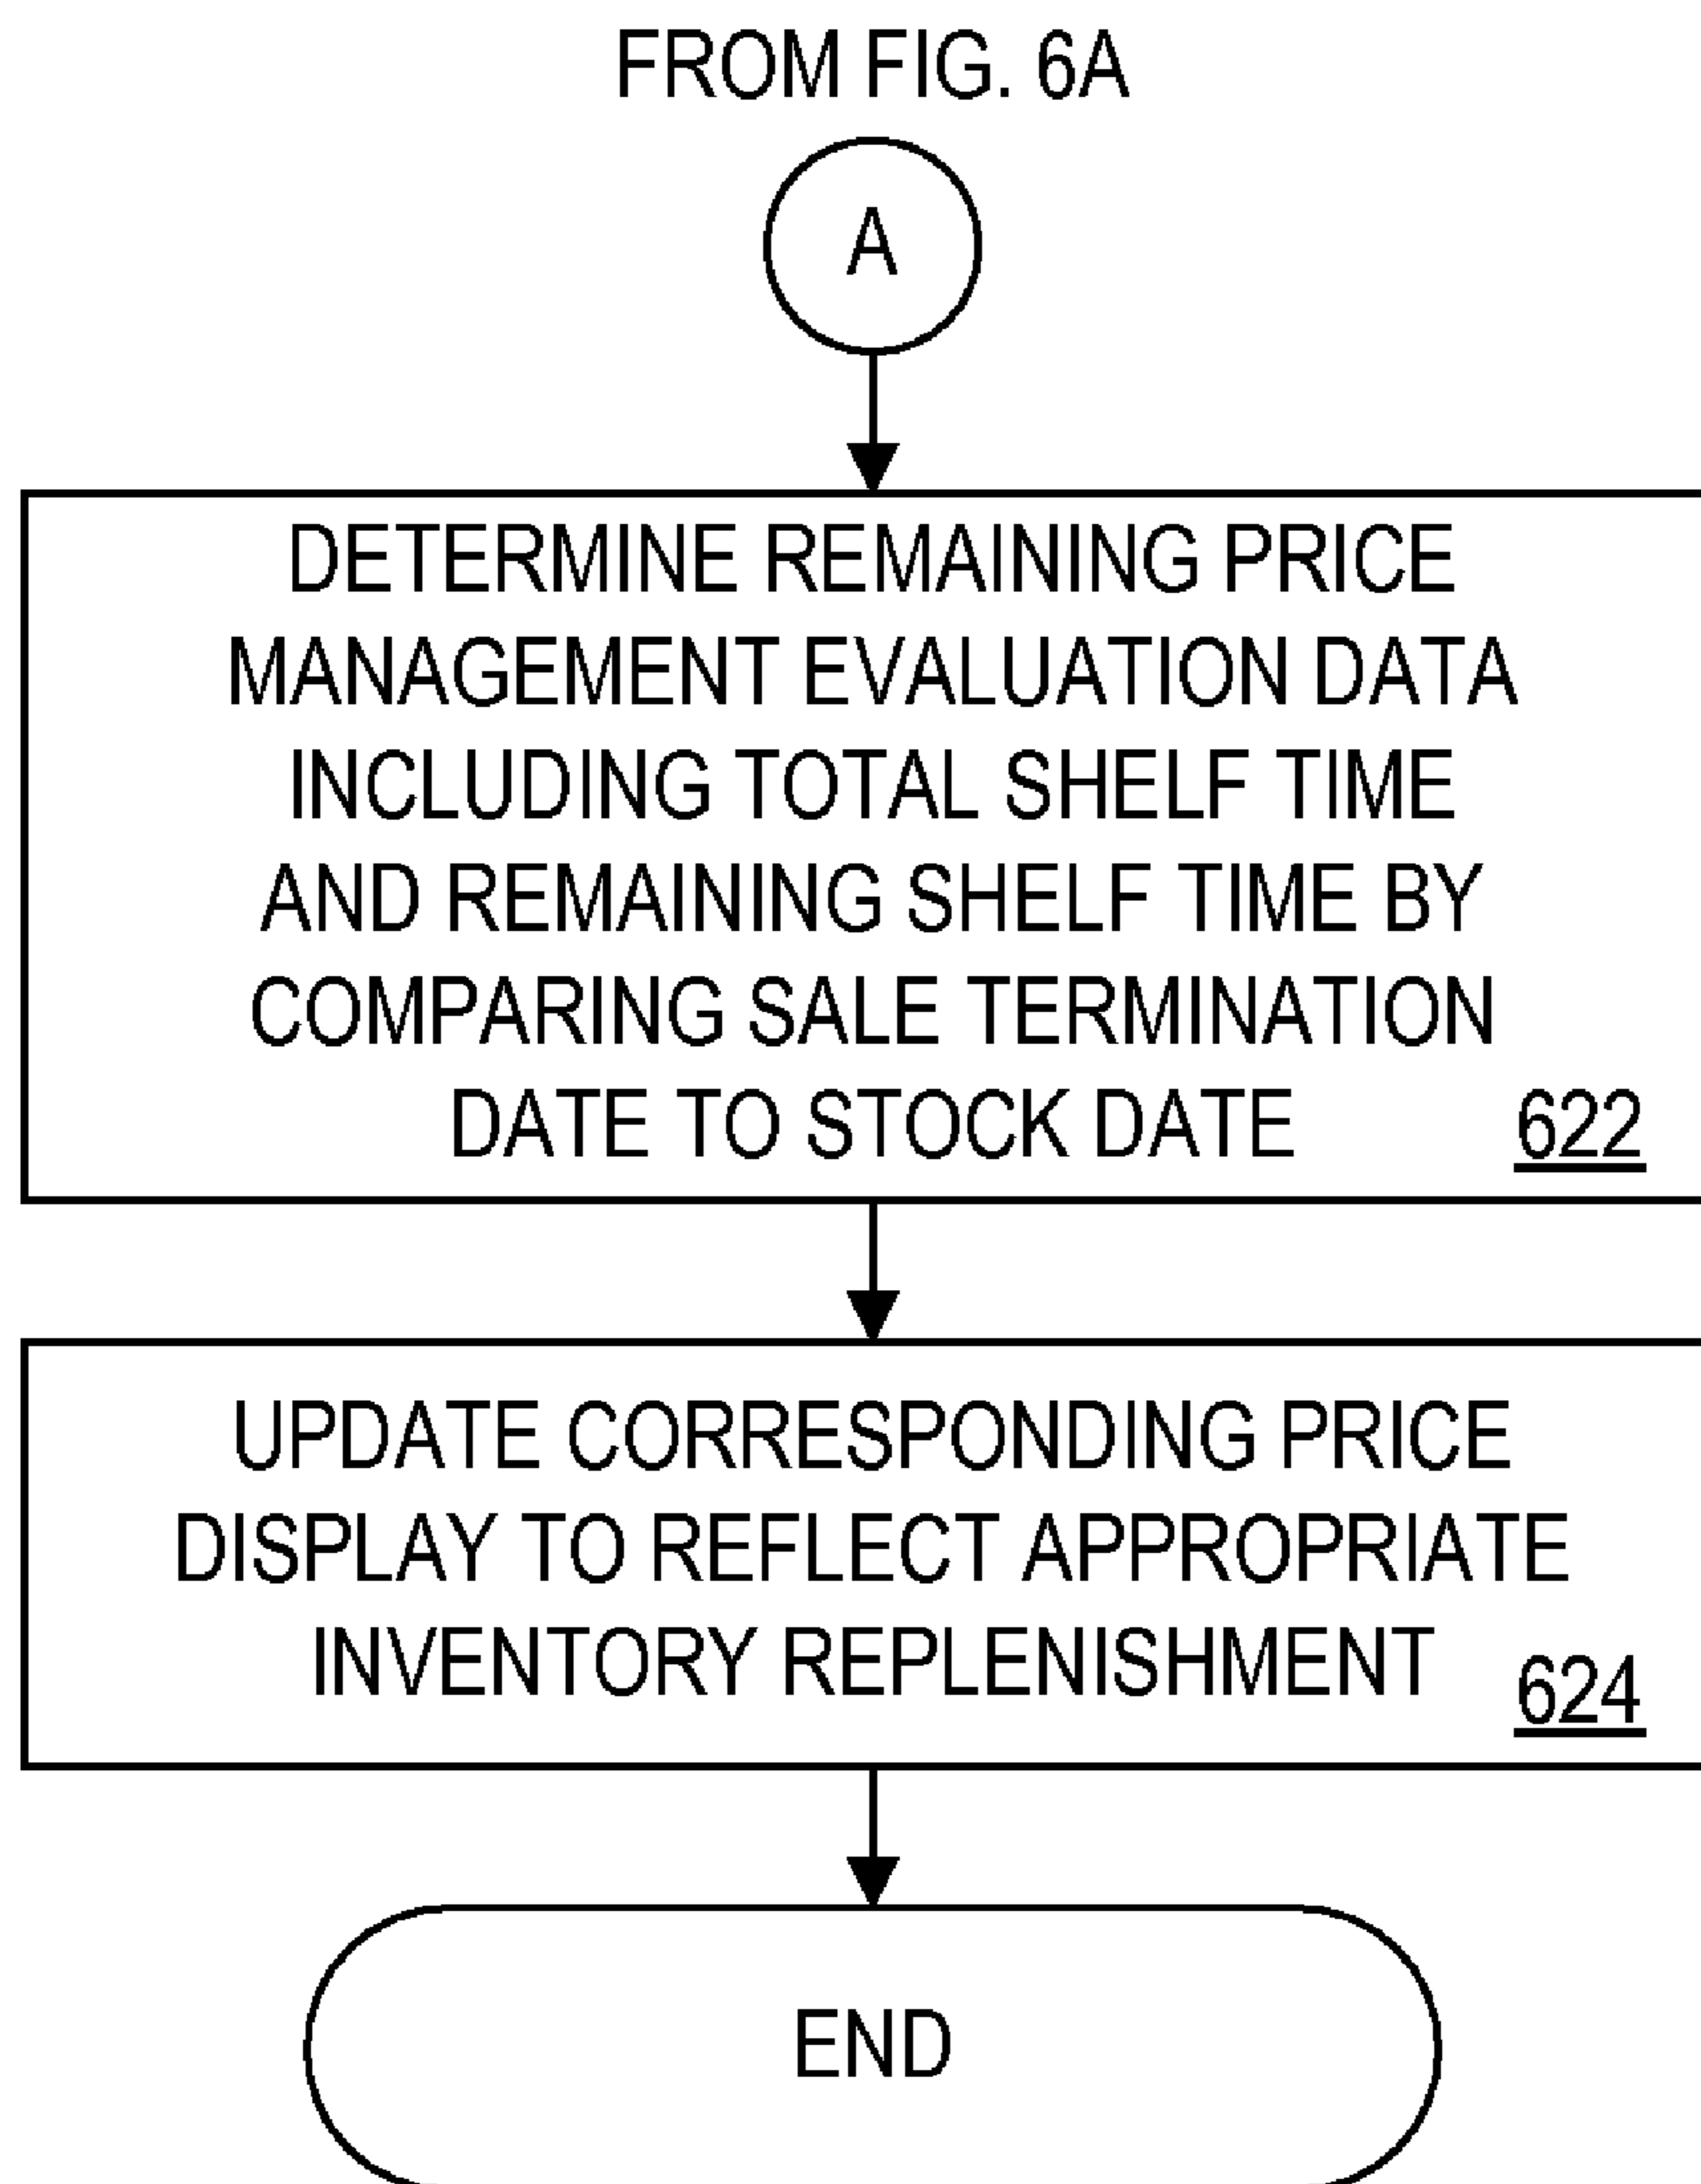 FROM FIG. 6A
A
DETERMINE REMAINING PRICE
MANAGEMENT EVALUATION DATA
INCLUDING TOTAL SHELF TIME
AND REMAINING SHELF TIME BY
COMPARING SALE TERMINATION
DATE TO STOCK DATE 622
UPDATE CORRESPONDING PRICE
DISPLAY TO REFLECT APPROPRIATE
INVENTORY REPLENISHMENT
624
END